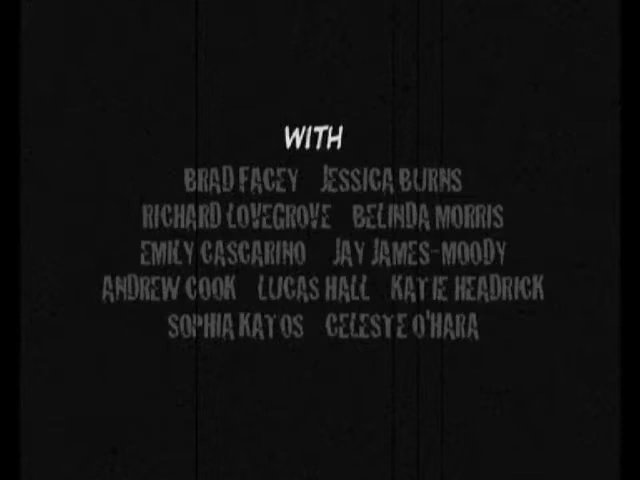 WITH
BRAD FACEY JESSICA BURNS
RICHARD LOVEGROVE BELINDA MORRIS
EMILY CASCARINO JAY JAMES-MOODY
ANDREW COOK LUCAS HALL KATIE HEADRICK
SOPHIA KATOS CELESTE O'HARA